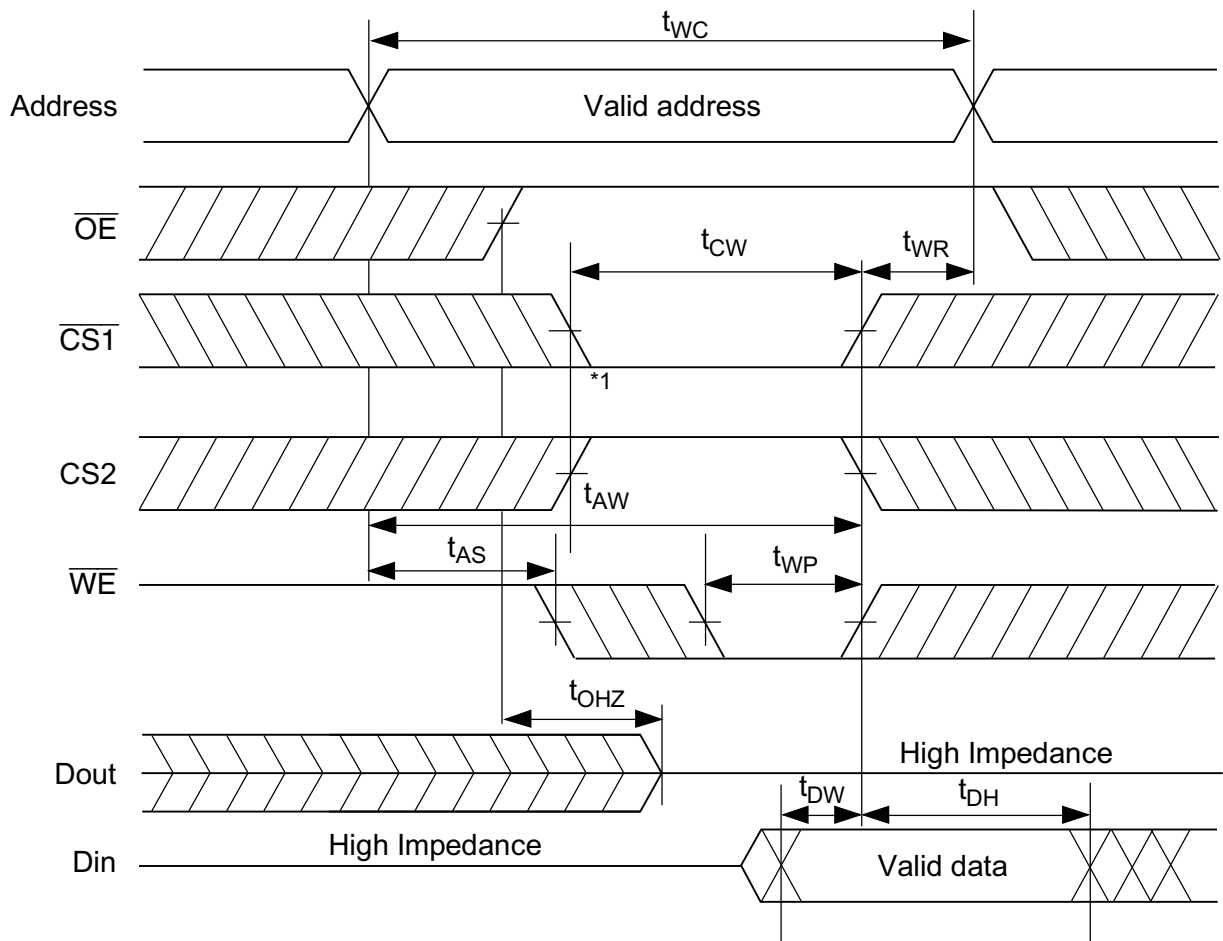 tWC
Address
Valid address
OE
tCW
tWR
CS1
*1
CS2
tAW
tAS
tWP
WE
tOHZ
Dout
High Impedance
tDW
tDH
Din
High Impedance
Valid data